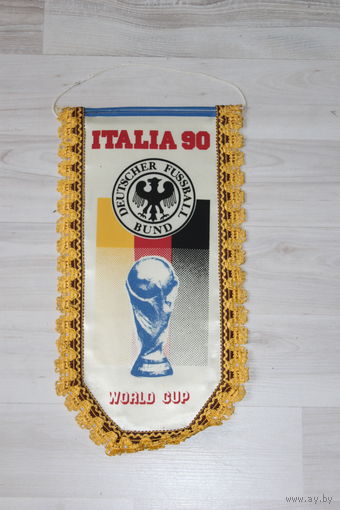 ITALIA 90
DEUTSCHER FUSSBALL
BUND
WORLD CUP
www.ay.by